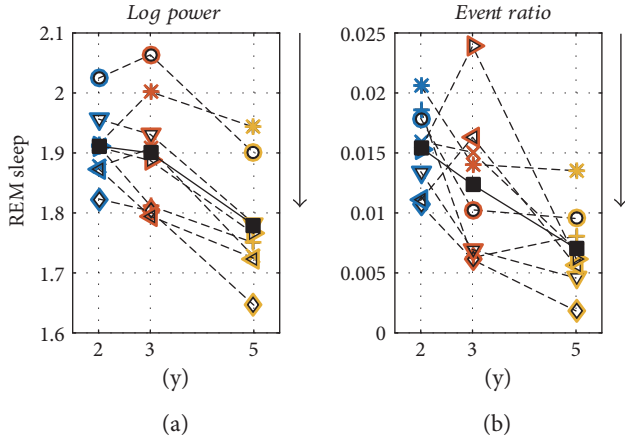 Log power
Event ratio
REM sleep
2.1
2
1.9
1.8
1.7
1.6
2
3
5
(y)
(a)
0.025
0.02
0.015
0.01
0.005
0
2
3
5
(y)
(b)